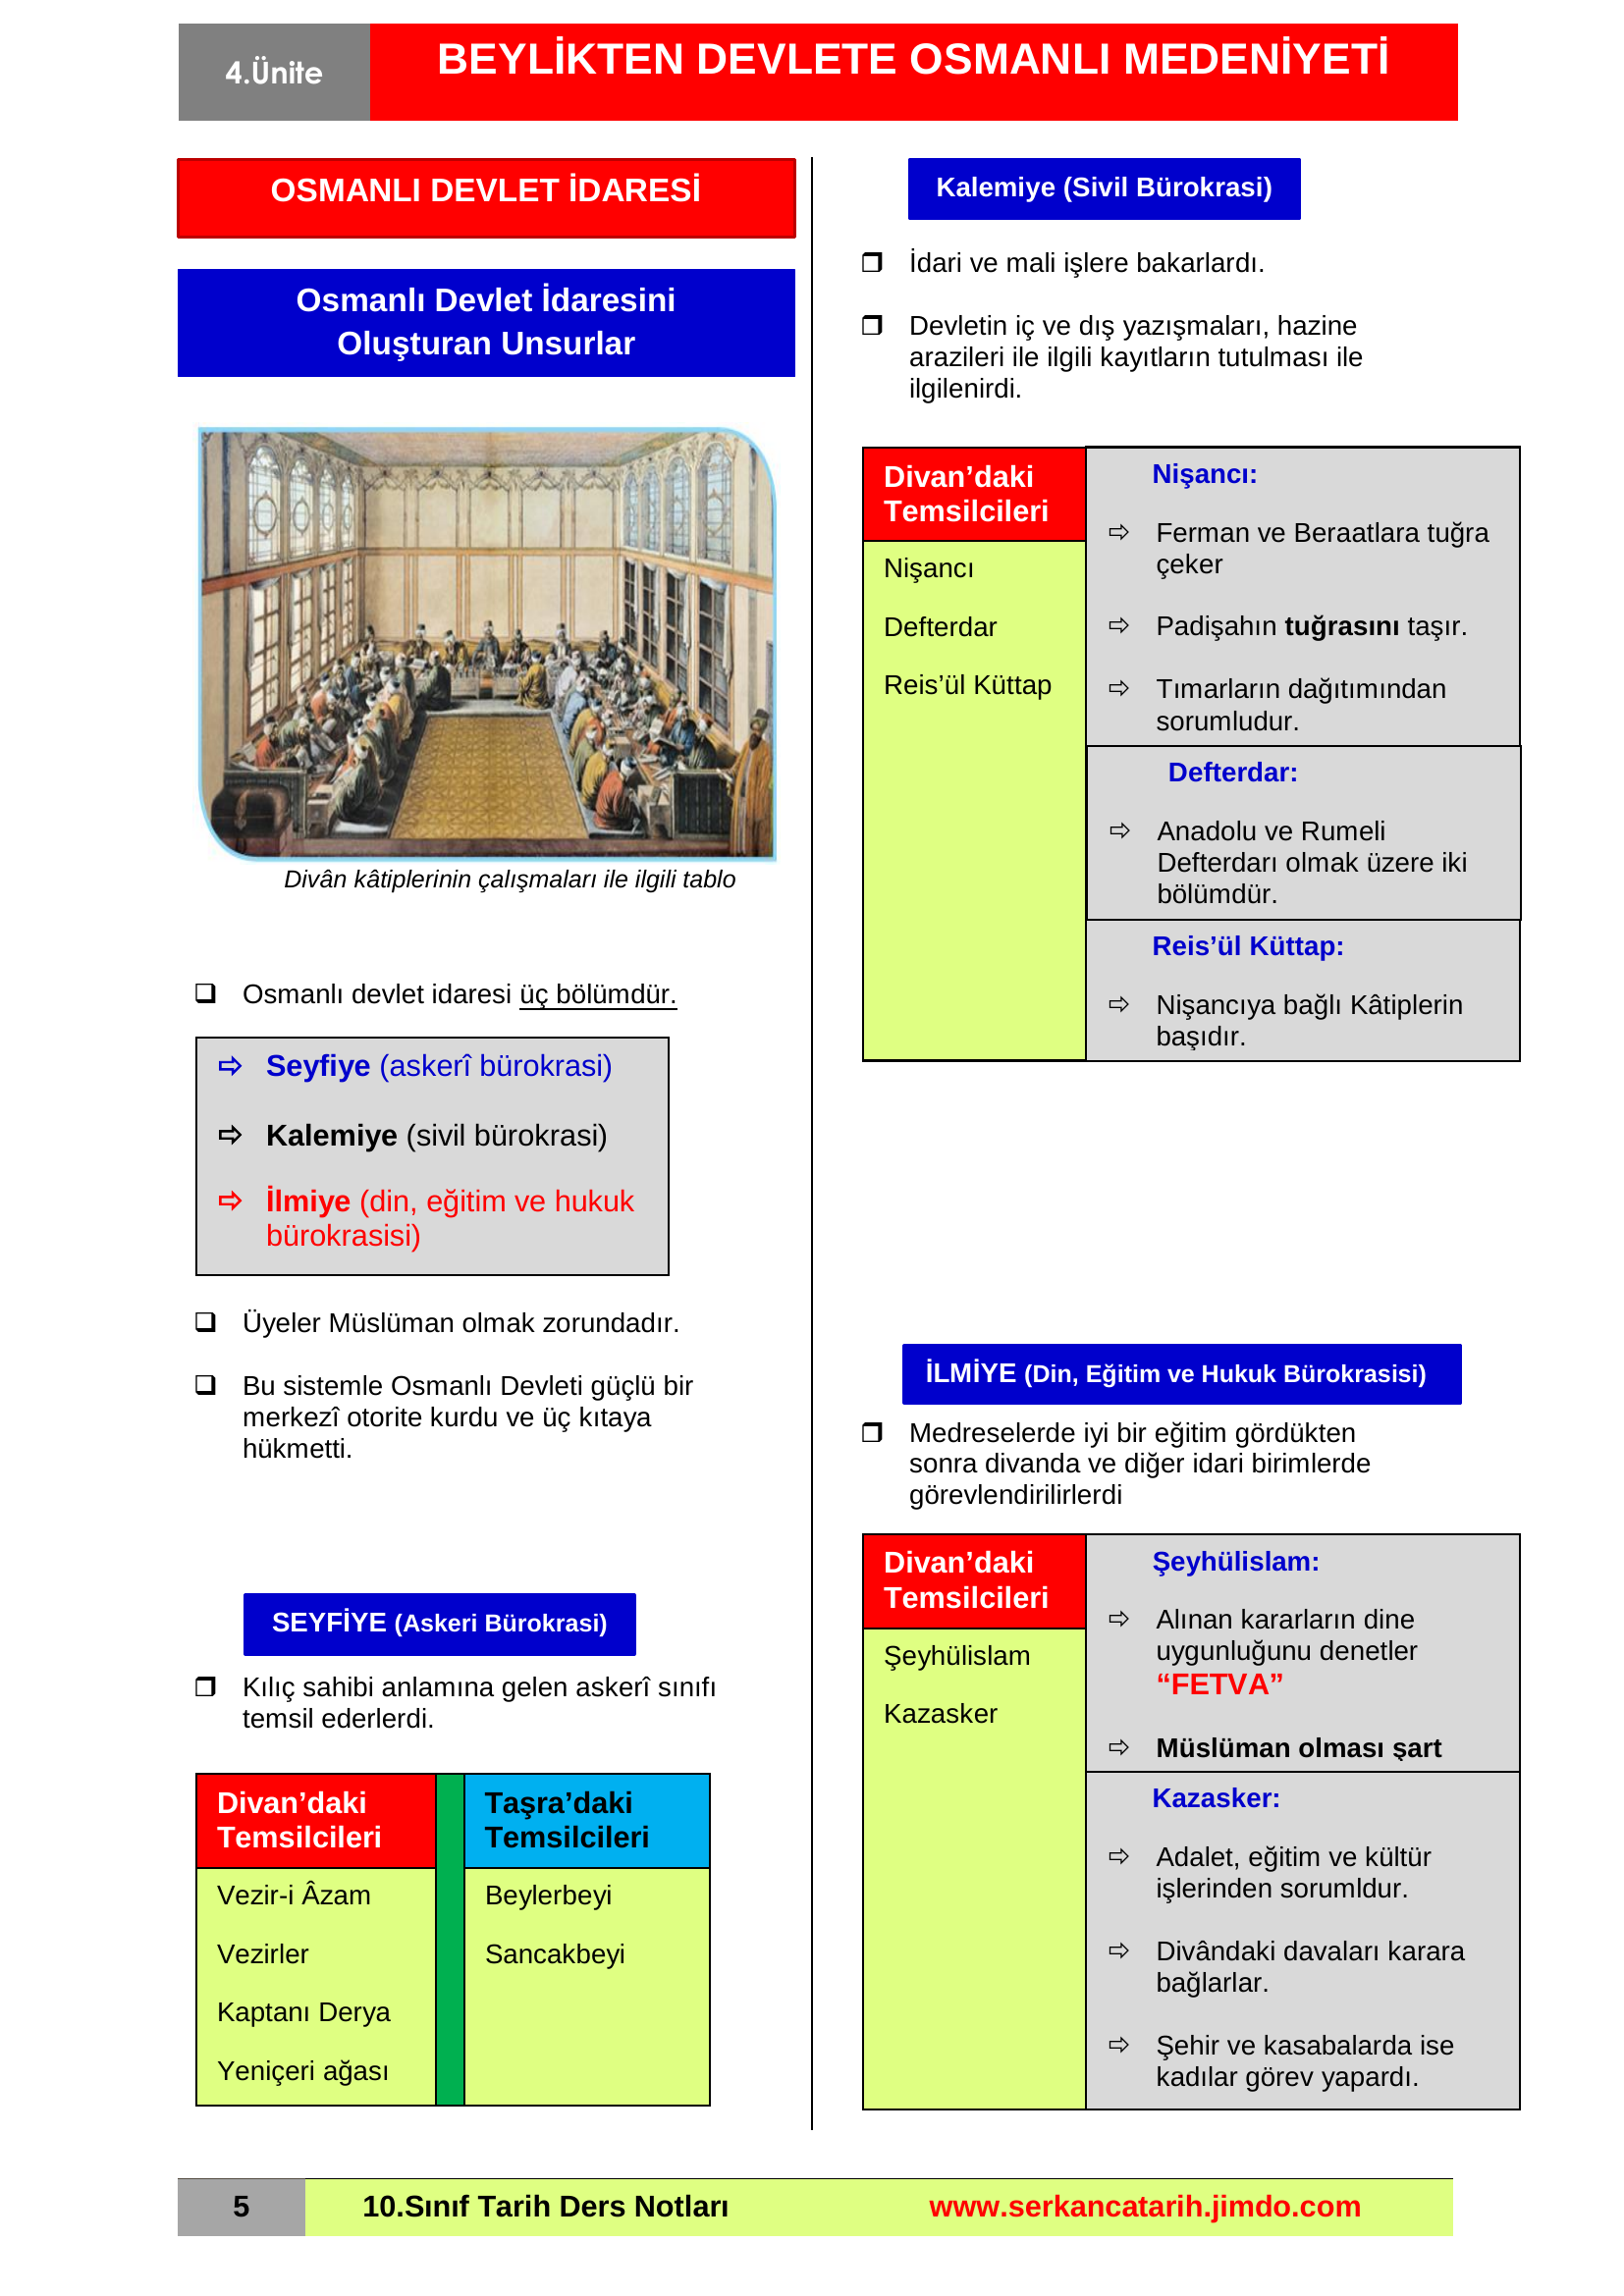 4.Ünite
BEYLİKTEN DEVLETE OSMANLI MEDENİYETİ
OSMANLI DEVLET İDARESİ
Osmanlı Devlet İdaresini
Oluşturan Unsurlar
Divân kâtiplerinin çalışmaları ile ilgili tablo
Osmanlı devlet idaresi üç bölümdür.
Seyfiye (askerî bürokrasi)
Kalemiye (sivil bürokrasi)
İlmiye (din, eğitim ve hukuk
bürokrasisi)
Üyeler Müslüman olmak zorundadır.
Bu sistemle Osmanlı Devleti güçlü bir
merkezî otorite kurdu ve üç kıtaya
hükmetti.
SEYFİYE (Askeri Bürokrasi)
Kılıç sahibi anlamına gelen askerî sınıfı
temsil ederlerdi.
Divan’daki
Temsilcileri
Vezir-i Âzam
Vezirler
Kaptanı Derya
Yeniçeri ağası
Taşra’daki
Temsilcileri
Beylerbeyi
Sancakbeyi
Kalemiye (Sivil Bürokrasi)
İdari ve mali işlere bakarlardı.
Devletin iç ve dış yazışmaları, hazine
arazileri ile ilgili kayıtların tutulması ile
ilgilenirdi.
Divan’daki
Temsilcileri
Nişancı
Defterdar
Reis’ül Küttap
Nişancı:
Ferman ve Beraatlara tuğra
çeker
Padişahın tuğrasını taşır.
Tımarların dağıtımından
sorumludur.
Defterdar:
Anadolu ve Rumeli
Defterdarı olmak üzere iki
bölümdür.
Reis’ül Küttap:
Nişancıya bağlı Kâtiplerin
başıdır.
İLMİYE (Din, Eğitim ve Hukuk Bürokrasisi)
Medreselerde iyi bir eğitim gördükten
sonra divanda ve diğer idari birimlerde
görevlendirilirlerdi
Divan’daki
Temsilcileri
Şeyhülislam
Kazasker
Şeyhülislam:
Alınan kararların dine
uygunluğunu denetler
“FETVA”
Müslüman olması şart
Kazasker:
Adalet, eğitim ve kültür
işlerinden sorumldur.
Divândaki davaları karara
bağlarlar.
Şehir ve kasabalarda ise
kadılar görev yapardı.
5
10.Sınıf Tarih Ders Notları
www.serkancatarih.jimdo.com